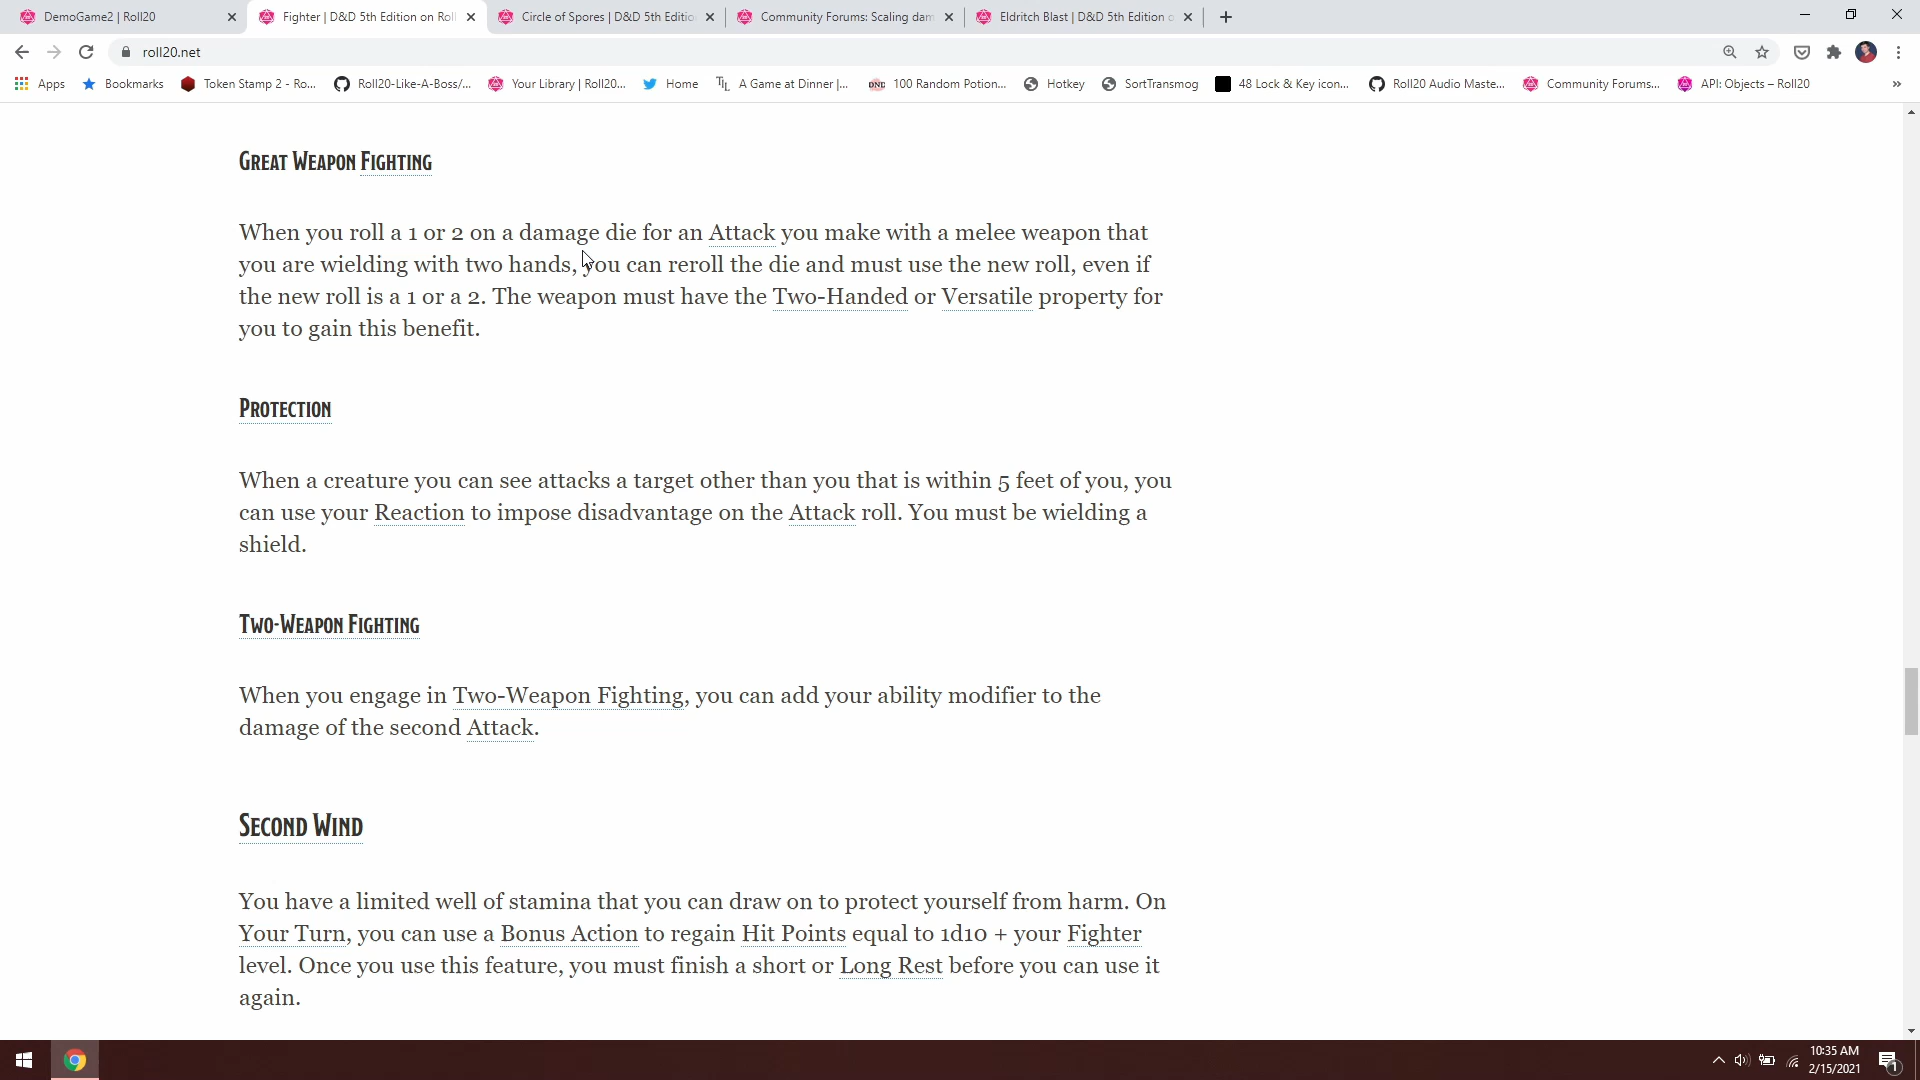 DemoGame2 | Roll20
Fighter | D&D 5th Edition on Roll
Circle of Spores | D&D 5th Editio
Community Forums: Scaling dam
Eldritch Blast | D&D 5th Edition o
roll20.net
Apps
Bookmarks
Token Stamp 2 - Ro...
Roll20-Like-A-Boss/...
Your Library | Roll20...
Home
TL
A Game at Dinner |...
DND
100 Random Potion...
Hotkey
SortTransmog
48 Lock & Key icon...
Roll20 Audio Maste...
Community Forums...
API: Objects – Roll20
»
Great Weapon Fighting
When you roll a 1 or 2 on a damage die for an Attack you make with a melee weapon that
you are wielding with two hands, you can reroll the die and must use the new roll, even if
the new roll is a 1 or a 2. The weapon must have the Two-Handed or Versatile property for
you to gain this benefit.
Protection
When a creature you can see attacks a target other than you that is within 5 feet of you, you
can use your Reaction to impose disadvantage on the Attack roll. You must be wielding a
shield.
Two-Weapon Fighting
When you engage in Two-Weapon Fighting, you can add your ability modifier to the
damage of the second Attack.
Second Wind
You have a limited well of stamina that you can draw on to protect yourself from harm. On
Your Turn, you can use a Bonus Action to regain Hit Points equal to 1d10 + your Fighter
level. Once you use this feature, you must finish a short or Long Rest before you can use it
again.
10:35 AM
2/15/2021
1